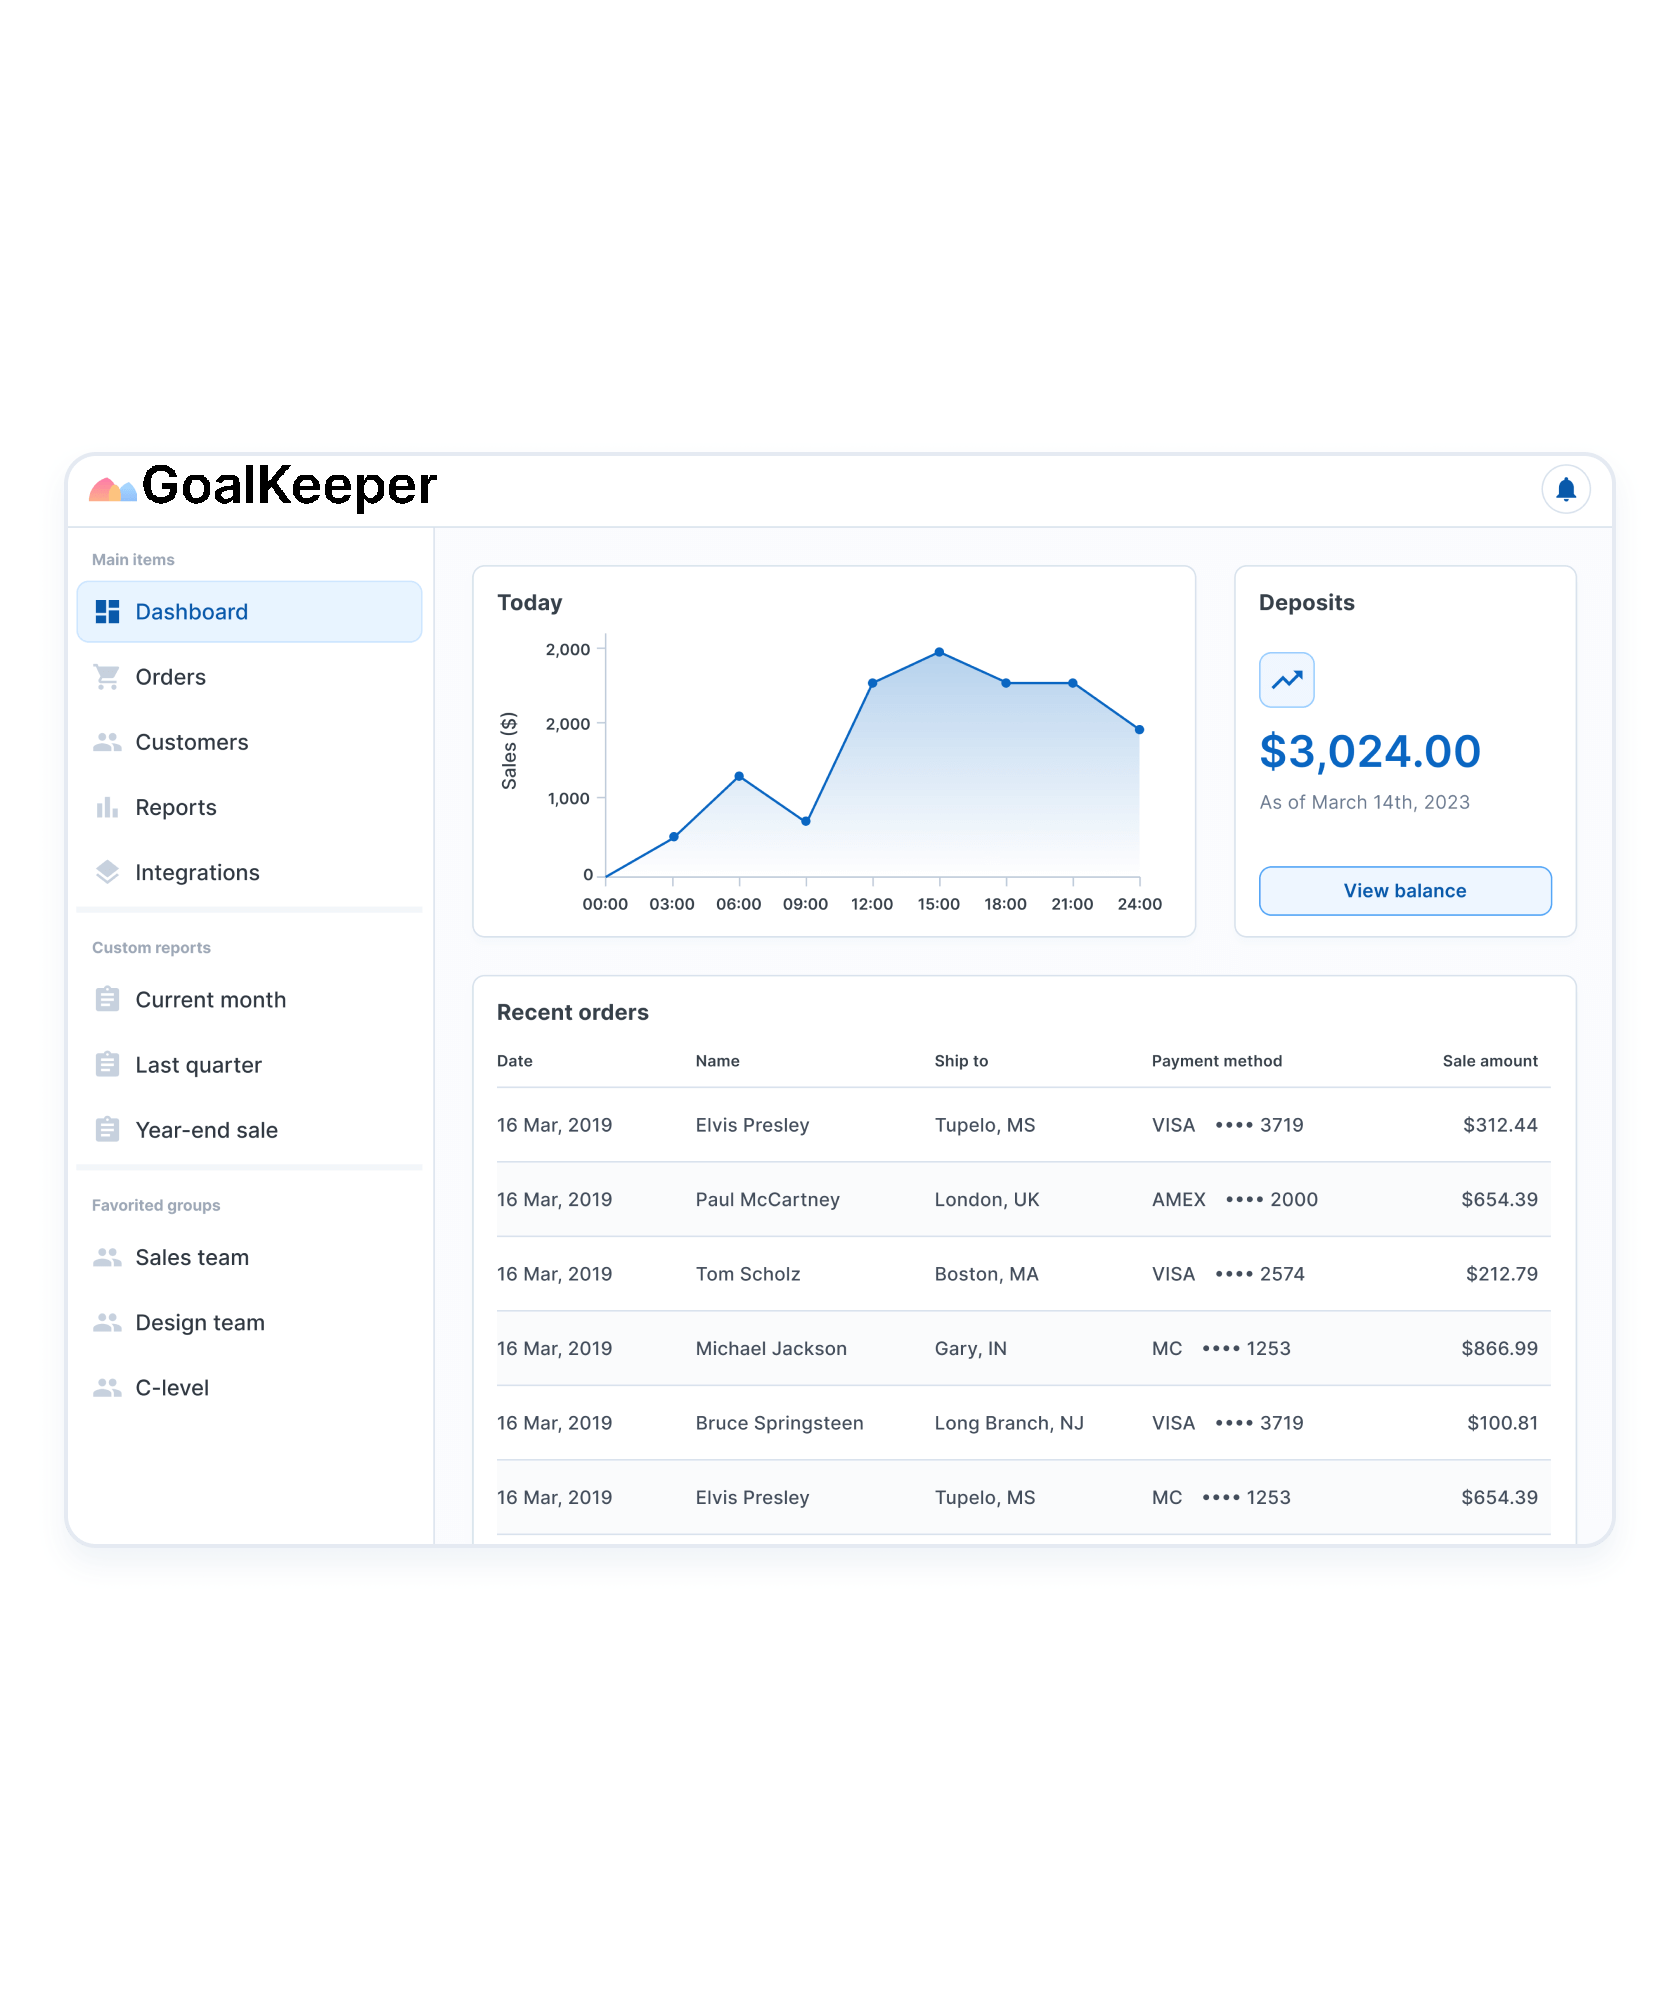 GoalKeeper
Main items
Dashboard
Orders
Customers
Reports
Integrations
Custom reports
Current month
Last quarter
Year-end sale
Favorited groups
Sales team
Design team
C-level
Today
Sales ($)
2,000
2,000
1,000
0
00:00 03:00 06:00 09:00 12:00 15:00 18:00 21:00 24:00
Deposits
$3,024.00
As of March 14th, 2023
View balance
Recent orders
Date Name Ship to Payment method Sale amount
16 Mar, 2019 Elvis Presley Tupelo, MS VISA •••• 3719 $312.44
16 Mar, 2019 Paul McCartney London, UK AMEX •••• 2000 $654.39
16 Mar, 2019 Tom Scholz Boston, MA VISA •••• 2574 $212.79
16 Mar, 2019 Michael Jackson Gary, IN MC •••• 1253 $866.99
16 Mar, 2019 Bruce Springsteen Long Branch, NJ VISA •••• 3719 $100.81
16 Mar, 2019 Elvis Presley Tupelo, MS MC •••• 1253 $654.39